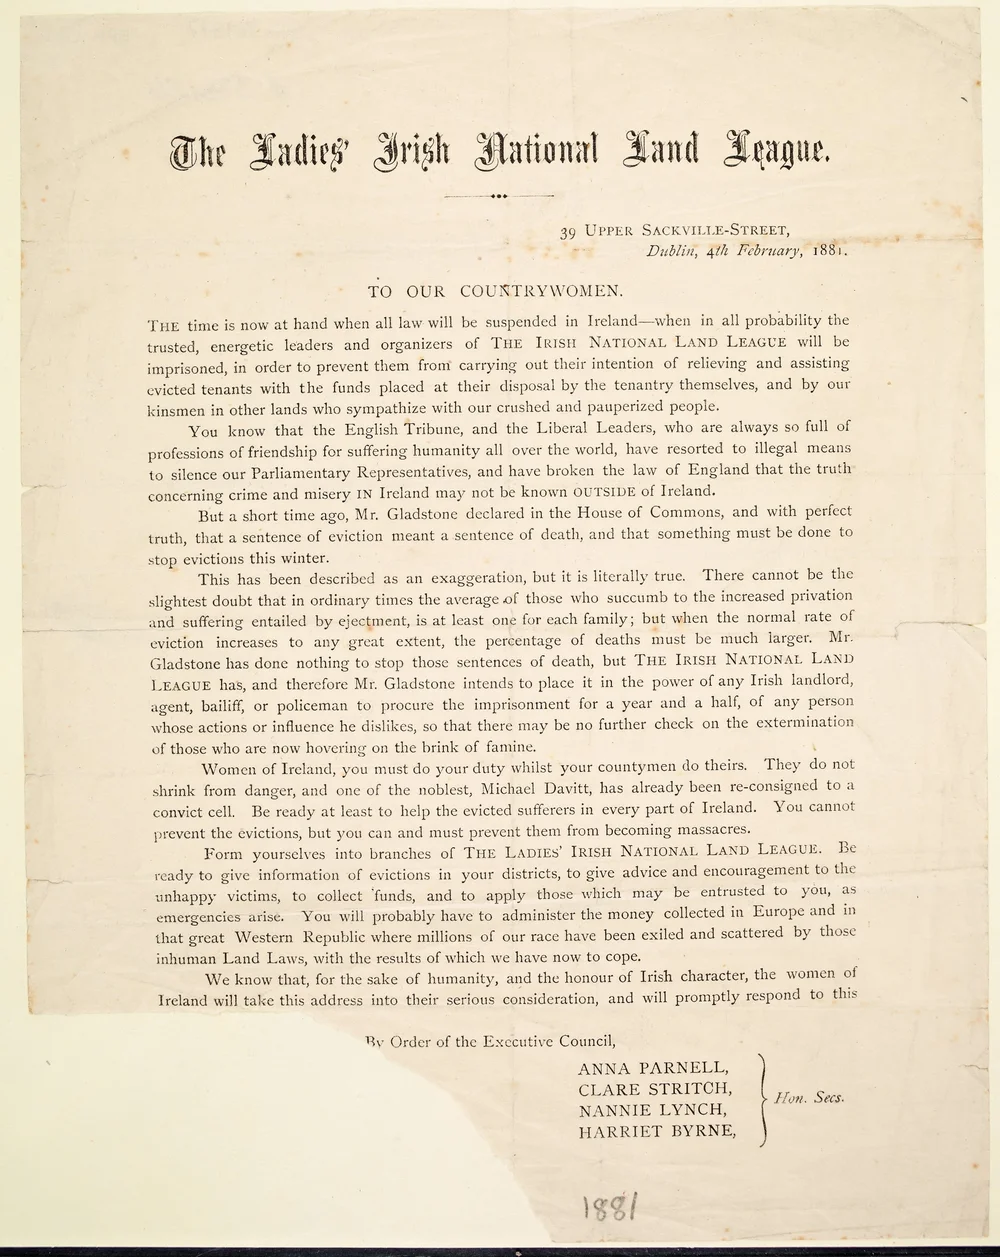 The Ladies' Irish National Land League.
39 UPPER SACKVILLE-STREET,
Dublin, 4th February, 1881.
TO OUR COUNTRYWOMEN.
THE time is now at hand when all law will be suspended in Ireland—when in all probability the
trusted, energetic leaders and organizers of THE IRISH NATIONAL LAND LEAGUE will be
imprisoned, in order to prevent them from carrying out their intention of relieving and assisting
evicted tenants with the funds placed at their disposal by the tenantry themselves, and by our
kinsmen in other lands who sympathize with our crushed and pauperized people.
You know that the English Tribune, and the Liberal Leaders, who are always so full of
professions of friendship for suffering humanity all over the world, have resorted to illegal means
to silence our Parliamentary Representatives, and have broken the law of England that the truth
concerning crime and misery IN Ireland may not be known OUTSIDE of Ireland.
But a short time ago, Mr. Gladstone declared in the House of Commons, and with perfect
truth, that a sentence of eviction meant a sentence of death, and that something must be done to
stop evictions this winter.
This has been described as an exaggeration, but it is literally true. There cannot be the
slightest doubt that in ordinary times the average of those who succumb to the increased privation
and suffering entailed by ejectment, is at least one for each family; but when the normal rate of
eviction increases to any great extent, the percentage of deaths must be much larger. Mr.
Gladstone has done nothing to stop those sentences of death, but THE IRISH NATIONAL LAND
LEAGUE has, and therefore Mr. Gladstone intends to place it in the power of any Irish landlord,
agent, bailiff, or policeman to procure the imprisonment for a year and a half, of any person
whose actions or influence he dislikes, so that there may be no further check on the extermination
of those who are now hovering on the brink of famine.
Women of Ireland, you must do your duty whilst your countymen do theirs. They do not
shrink from danger, and one of the noblest, Michael Davitt, has already been re-consigned to a
convict cell. Be ready at least to help the evicted sufferers in every part of Ireland. You cannot
prevent the evictions, but you can and must prevent them from becoming massacres.
Form yourselves into branches of THE LADIES' IRISH NATIONAL LAND LEAGUE. Be
ready to give information of evictions in your districts, to give advice and encouragement to the
unhappy victims, to collect funds, and to apply those which may be entrusted to you, as
emergencies arise. You will probably have to administer the money collected in Europe and in
that great Western Republic where millions of our race have been exiled and scattered by those
inhuman Land Laws, with the results of which we have now to cope.
We know that, for the sake of humanity, and the honour of Irish character, the women of
Ireland will take this address into their serious consideration, and will promptly respond to this
By Order of the Executive Council,
ANNA PARNELL,
CLARE STRITCH,
NANNIE LYNCH,
HARRIET BYRNE,
Hon. Secs.
1881